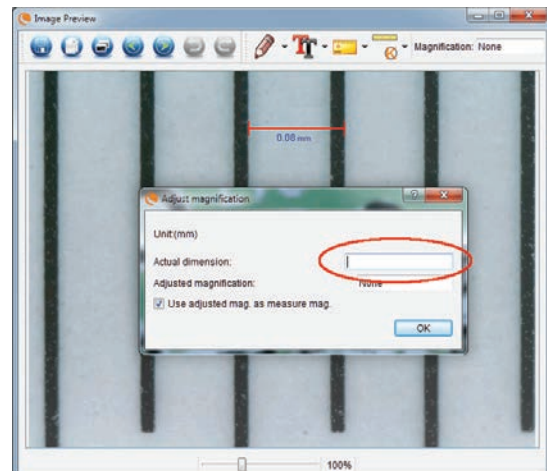 Image Preview
Magnification: None
0.08 mm
Adjust magnification
Unit:(mm)
Actual dimension:
Adjusted magnification: None
Use adjusted mag. as measure mag.
OK
100%